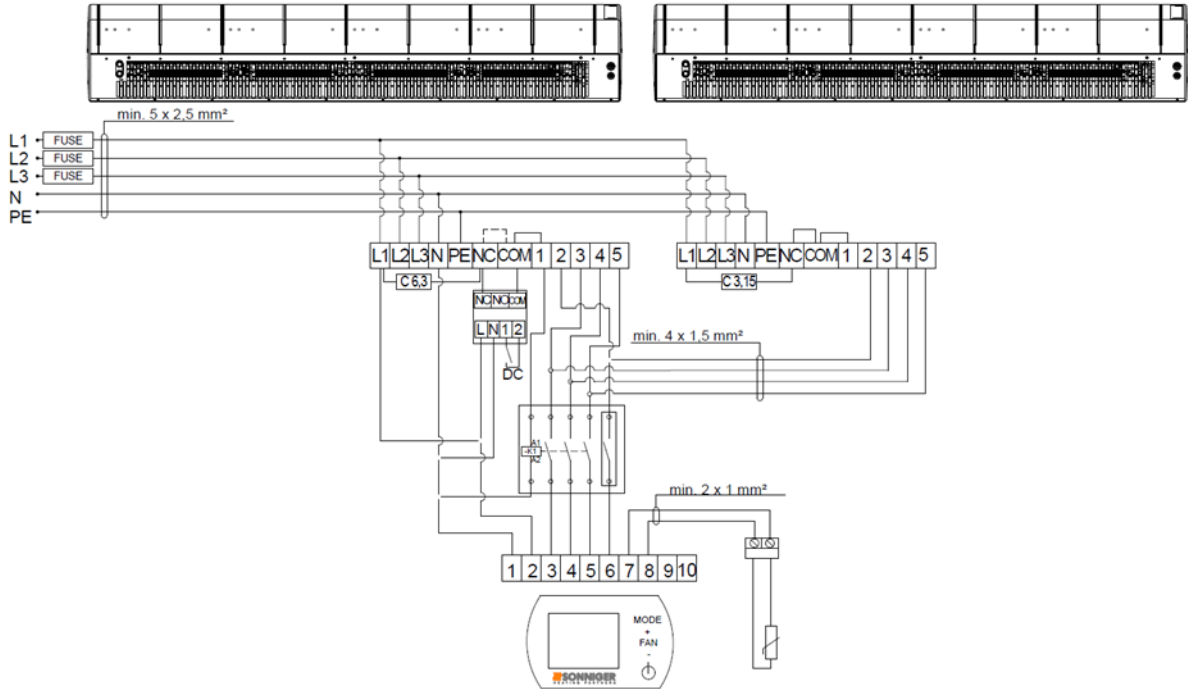 min. 5 x 2,5 mm²
L1 FUSE
L2 FUSE
L3 FUSE
N
PE
L1 L2 L3 N PE NC COM 1 2 3 4 5
L1 L2 L3 N PE NC COM 1 2 3 4 5
C 6,3
C 3,15
NC NO COM
L N 1 2
DC
min. 4 x 1,5 mm²
A1
-K1
A2
min. 2 x 1 mm²
1 2 3 4 5 6 7 8 9 10
MODE
+
FAN
-
SONNIGER
HEATING PARTNERS